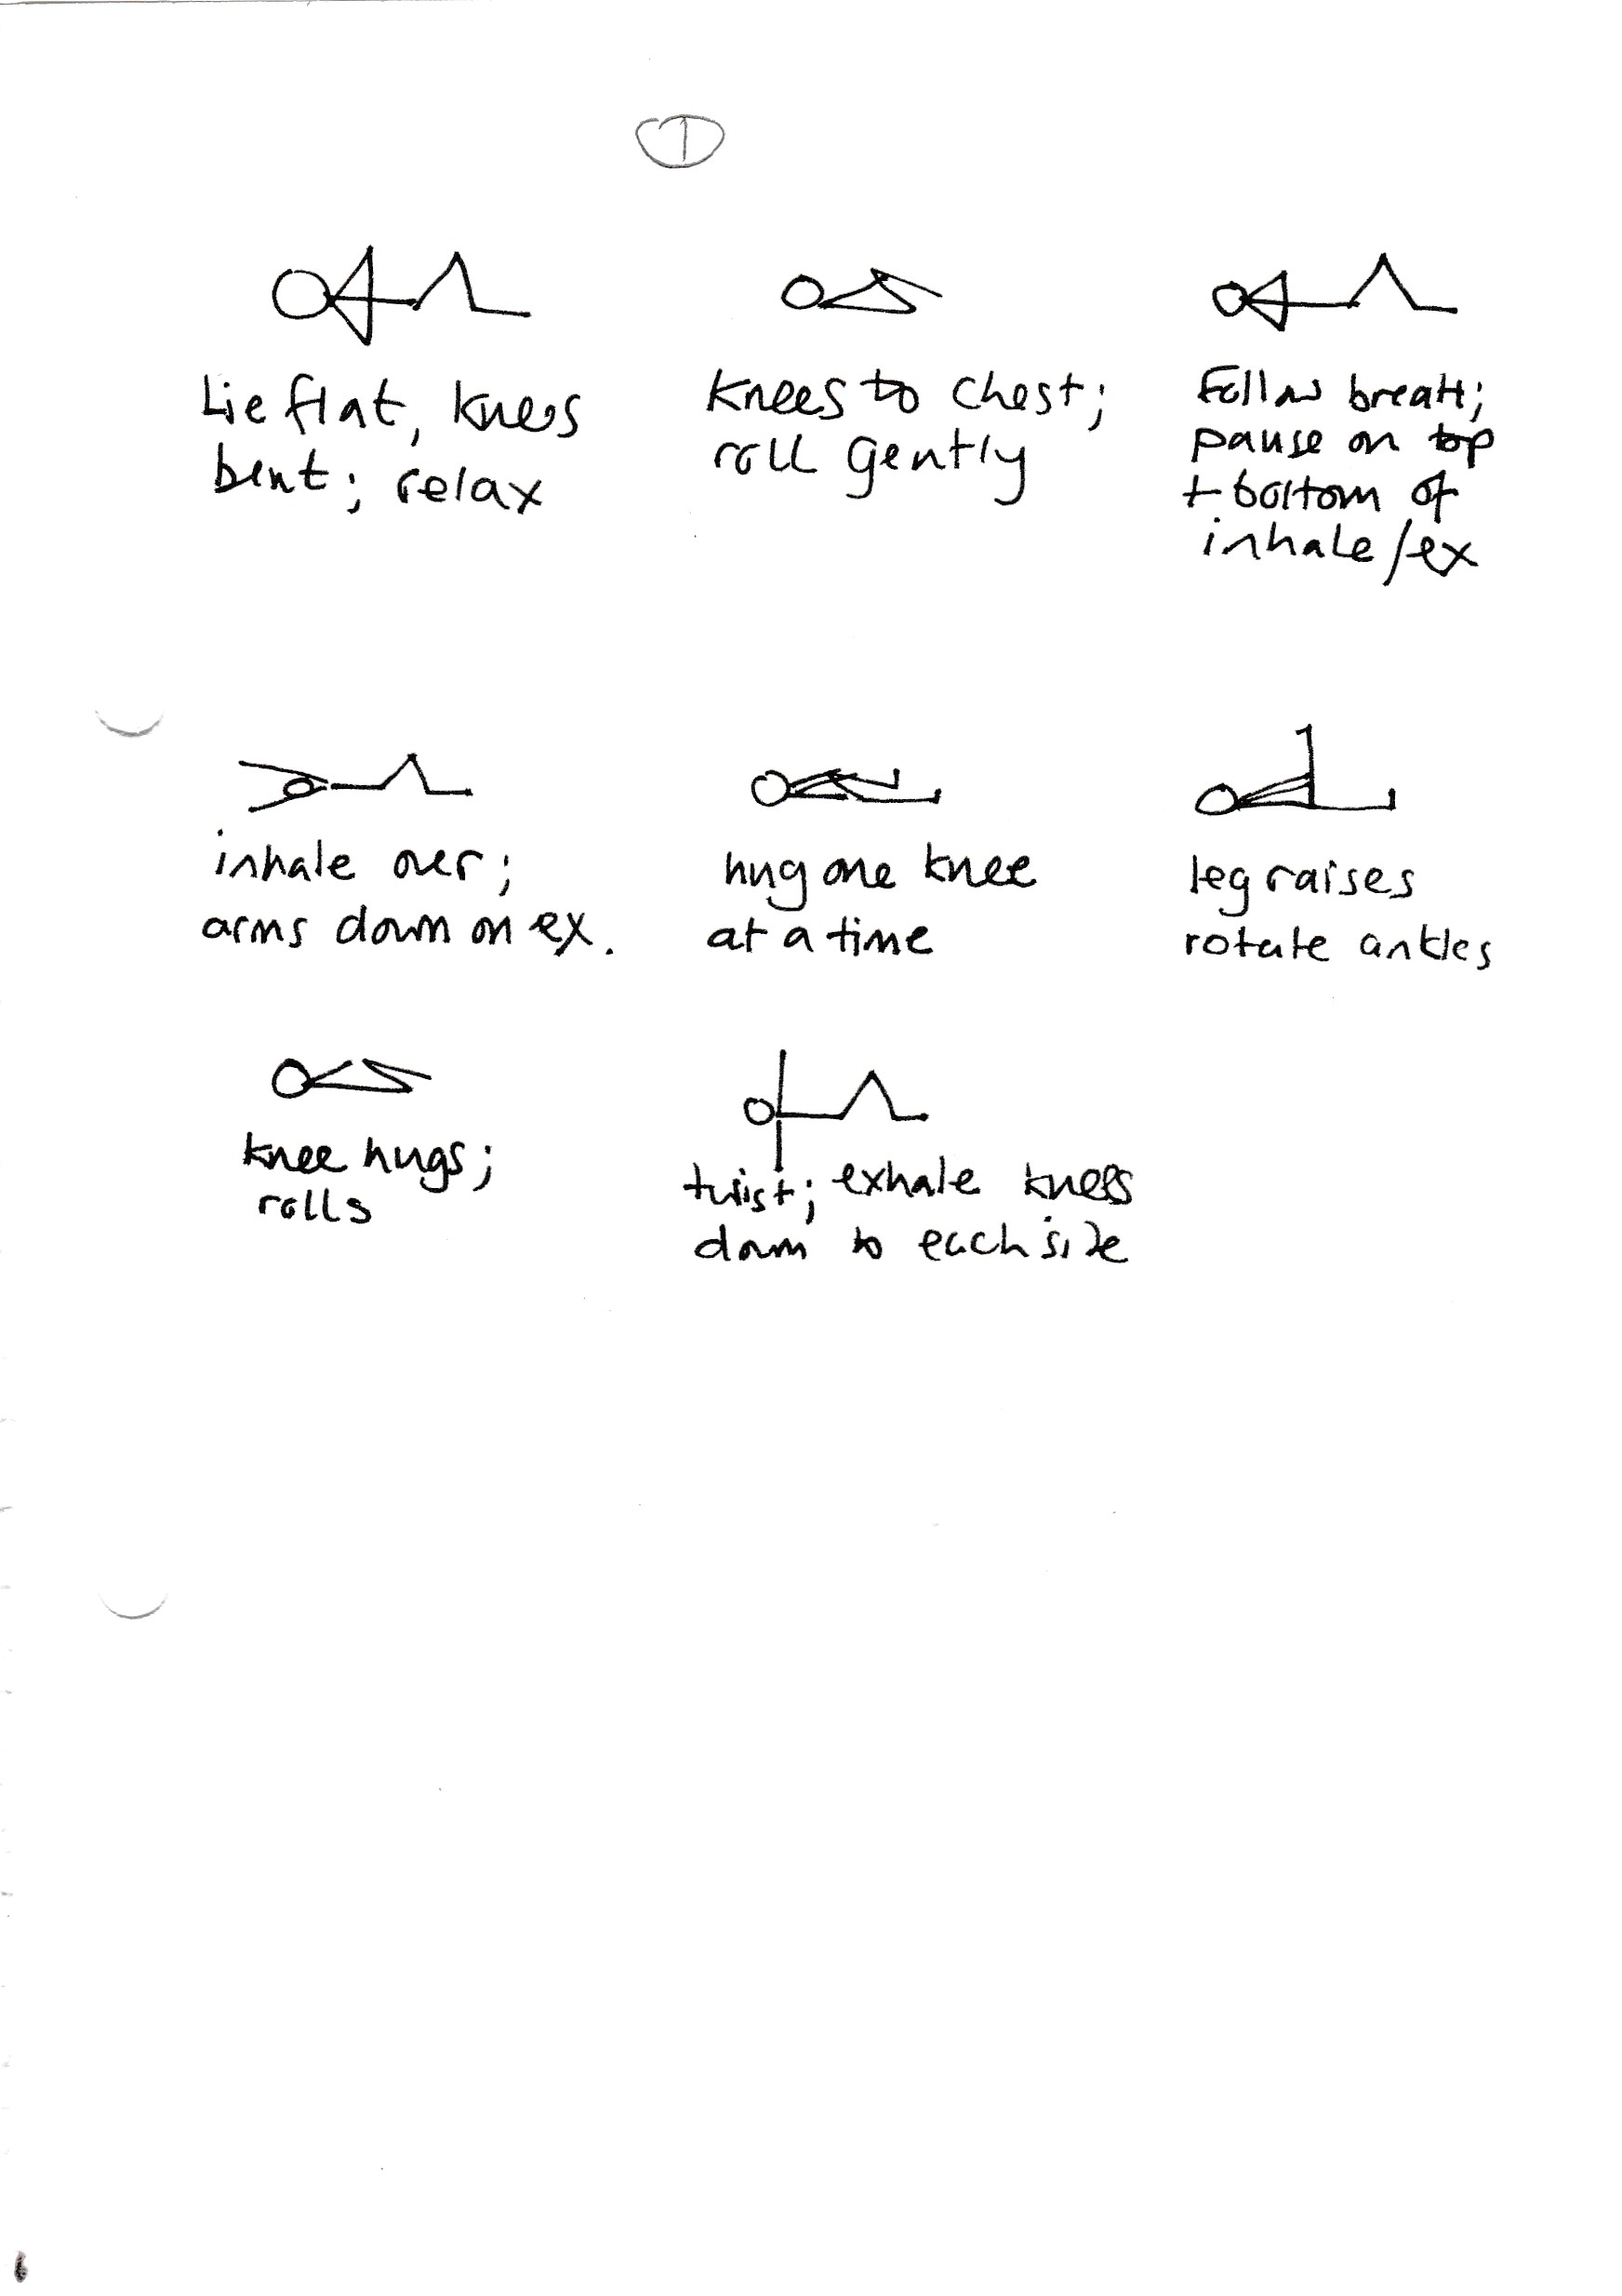 1
Lie flat, knees
bent; relax
Knees to chest;
roll gently
Follow breath;
pause on top
+ bottom of
inhale/ex
inhale over;
arms down on ex.
hug one knee
at a time
leg raises
rotate ankles
knee hugs;
rolls
twist; exhale knees
down to each side